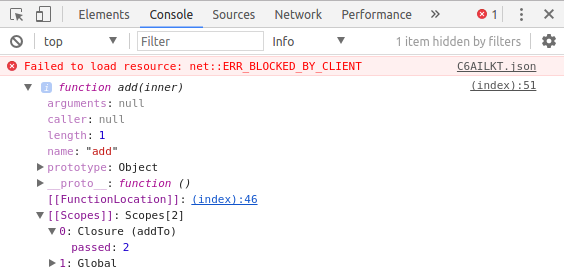 Elements Console Sources Network Performance » 1
top Filter Info 1 item hidden by filters
Failed to load resource: net::ERR_BLOCKED_BY_CLIENT C6AILKT.json
i function add(inner) (index):51
arguments: null
caller: null
length: 1
name: "add"
prototype: Object
__proto__: function ()
[[FunctionLocation]]: (index):46
[[Scopes]]: Scopes[2]
0: Closure (addTo)
passed: 2
1: Global